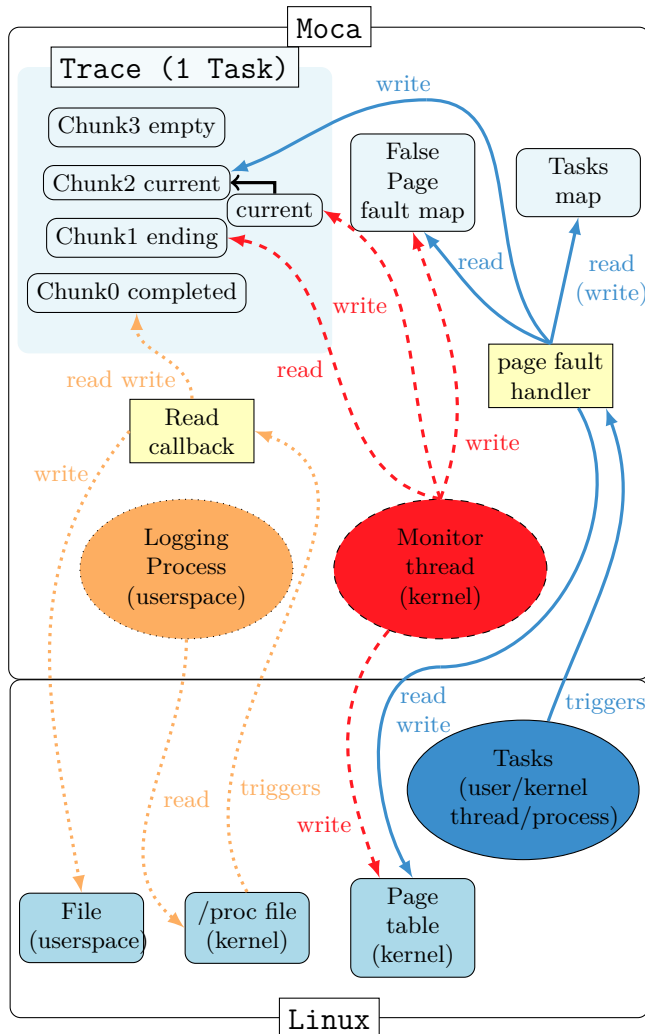 Moca
Trace (1 Task)
write
Chunk3 empty
False
Page
fault map
Tasks
map
Chunk2 current
current
Chunk1 ending
read
read
(write)
Chunk0 completed
write
read write
read
page fault
handler
Read
callback
write
write
Logging
Process
(userspace)
Monitor
thread
(kernel)
read
write
triggers
Tasks
(user/kernel
thread/process)
read
triggers
write
File
(userspace)
/proc file
(kernel)
Page
table
(kernel)
Linux